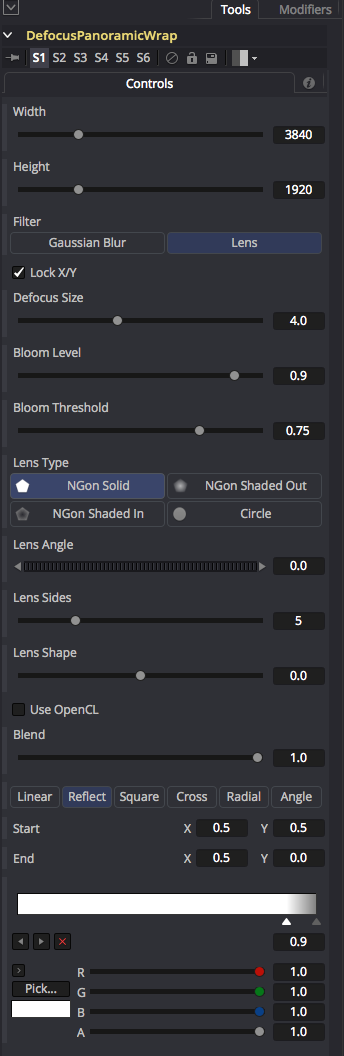 Tools Modifiers
DefocusPanoramicWrap
S1 S2 S3 S4 S5 S6
Controls
Width
3840
Height
1920
Filter
Gaussian Blur Lens
Lock X/Y
Defocus Size
4.0
Bloom Level
0.9
Bloom Threshold
0.75
Lens Type
NGon Solid NGon Shaded Out
NGon Shaded In Circle
Lens Angle
0.0
Lens Sides
5
Lens Shape
0.0
Use OpenCL
Blend
1.0
Linear Reflect Square Cross Radial Angle
Start X 0.5 Y 0.5
End X 0.5 Y 0.0
0.9
R 1.0
Pick... G 1.0
B 1.0
A 1.0